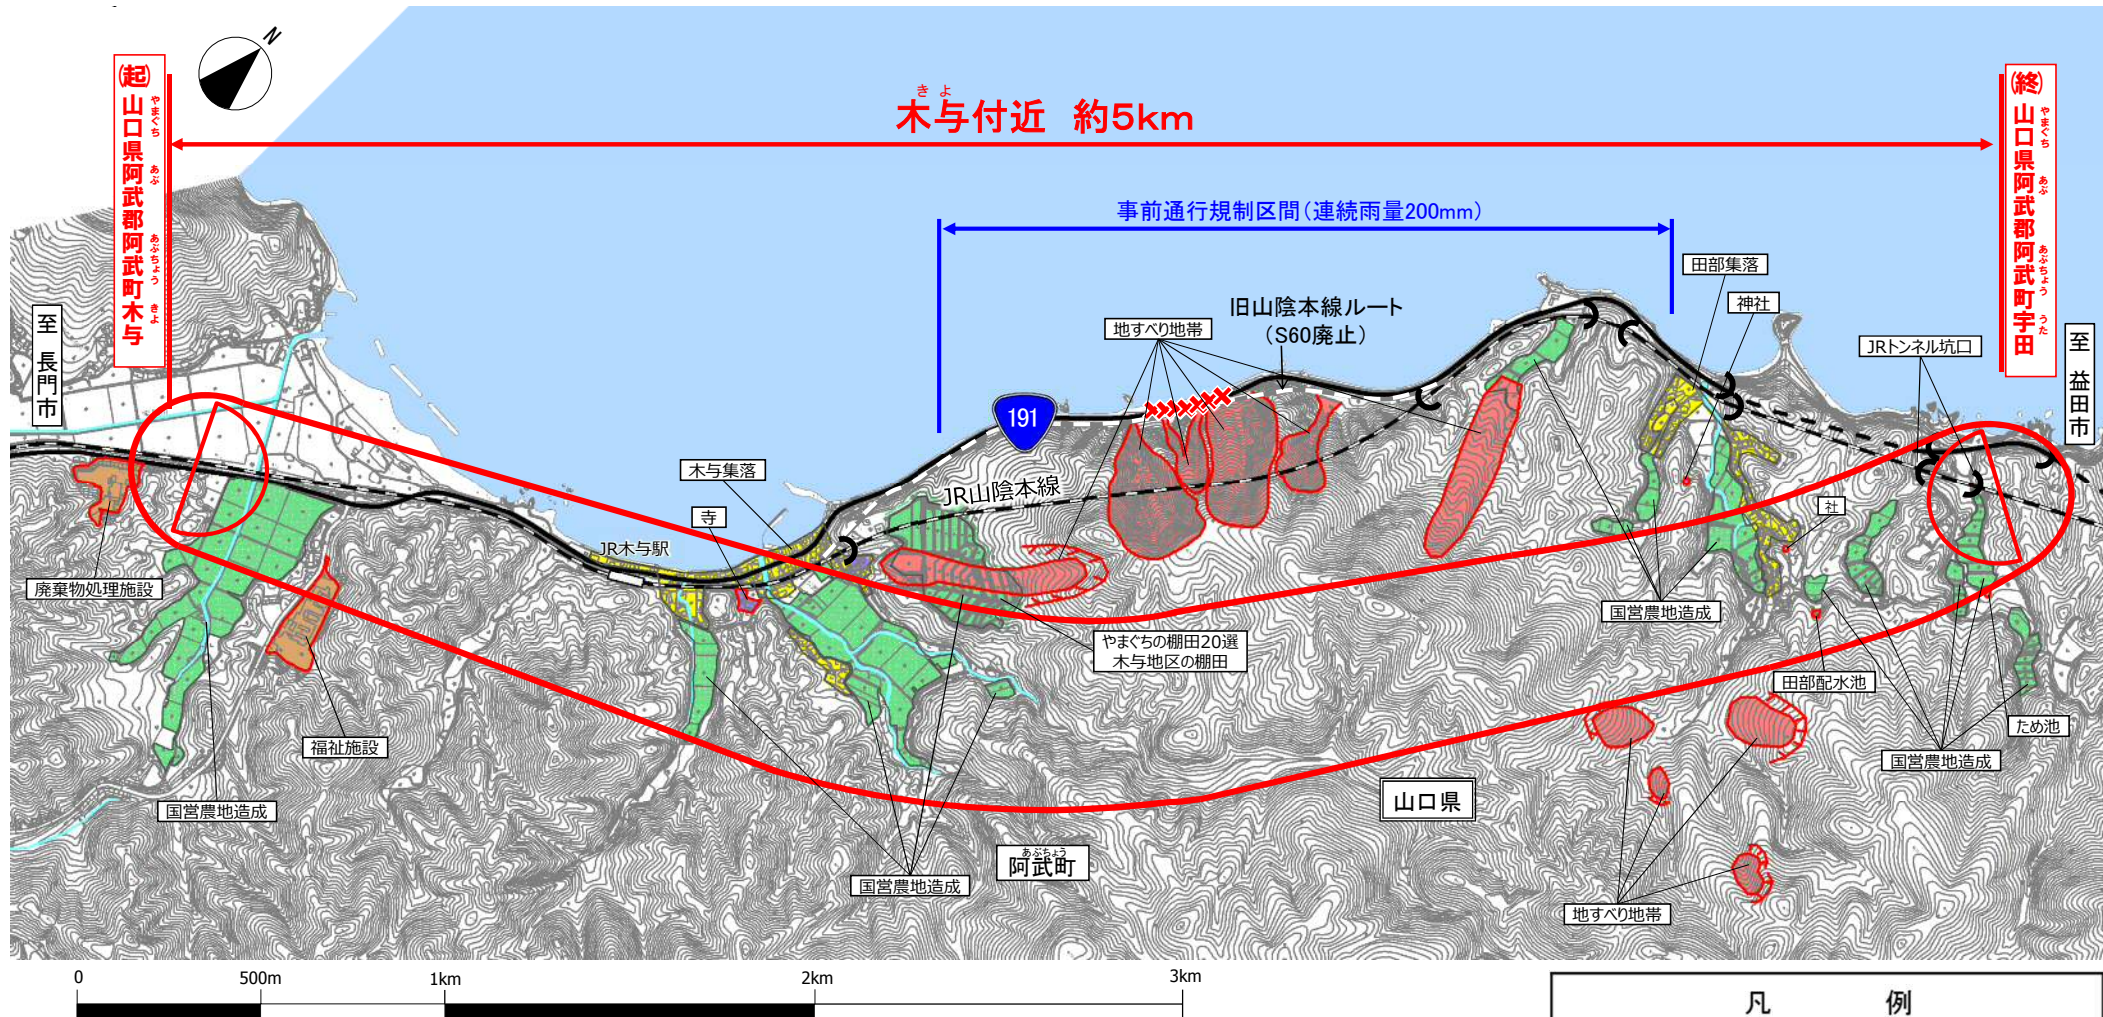 N
(起)山口県阿武郡阿武町木与
やまぐち あぶ あぶちょう きよ
きよ
木与付近 約5km
(終)山口県阿武郡阿武町宇田
やまぐち あぶ あぶちょう うた
事前通行規制区間(連続雨量200mm)
至 長門市
至 益田市
田部集落
神社
旧山陰本線ルート
(S60廃止)
地すべり地帯
JRトンネル坑口
191
木与集落
JR山陰本線
寺
社
JR木与駅
廃棄物処理施設
国営農地造成
やまぐちの棚田20選
木与地区の棚田
田部配水池
ため池
福祉施設
国営農地造成
国営農地造成
山口県
あぶちょう
阿武町
国営農地造成
地すべり地帯
0
500m
1km
2km
3km
凡 例